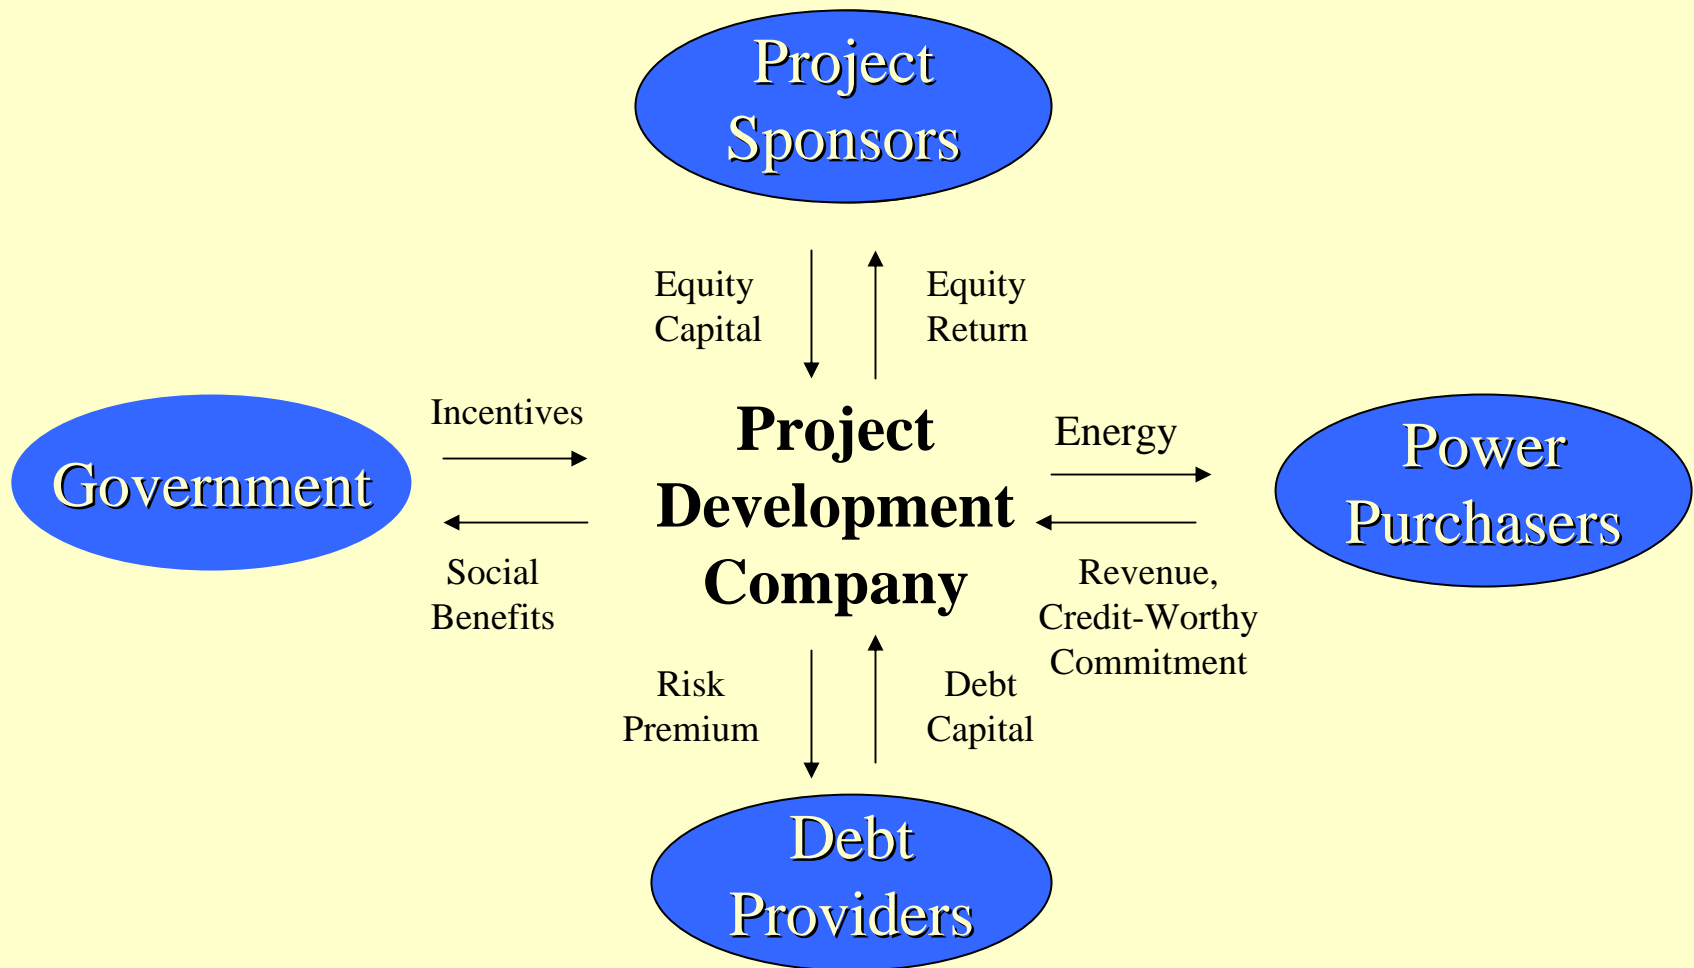 Project
Sponsors
Equity
Capital
Equity
Return
Government
Incentives
Social
Benefits
Project
Development
Company
Energy
Revenue,
Credit-Worthy
Commitment
Power
Purchasers
Risk
Premium
Debt
Capital
Debt
Providers